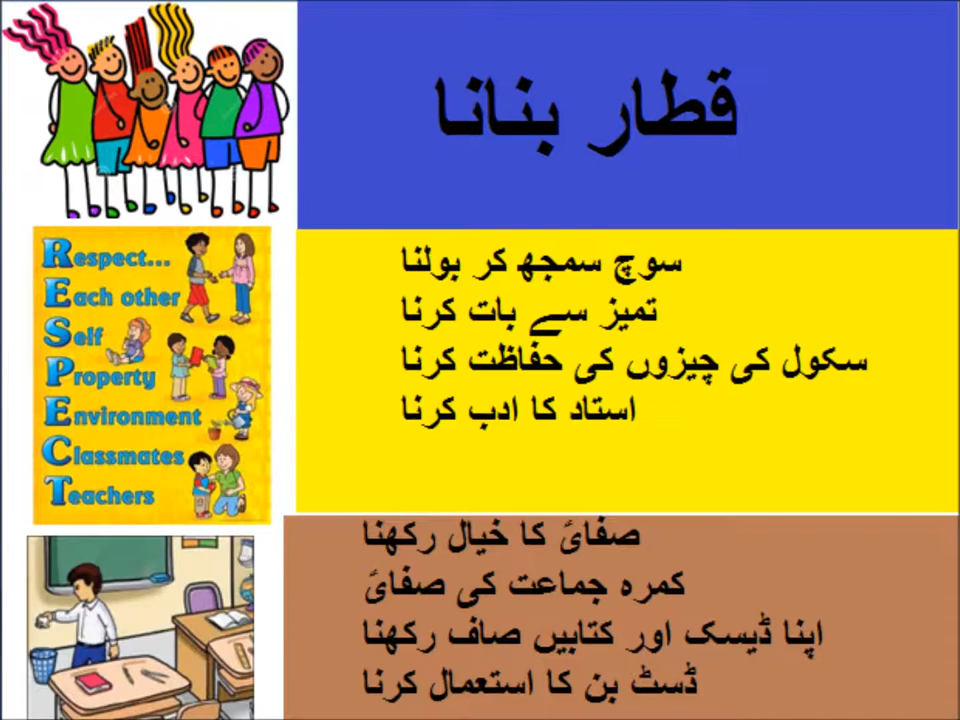 قطار بنانا
Respect...
Each other
Self
Property
Environment
Classmates
Teachers
سوچ سمجھ کر بولنا
تمیز سے بات کرنا
سکول کی چیزوں کی حفاظت کرنا
استاد کا ادب کرنا
صفائ کا خیال رکھنا
کمرہ جماعت کی صفائ
اپنا ڈیسک اور کتابیں صاف رکھنا
ڈسٹ بن کا استعمال کرنا